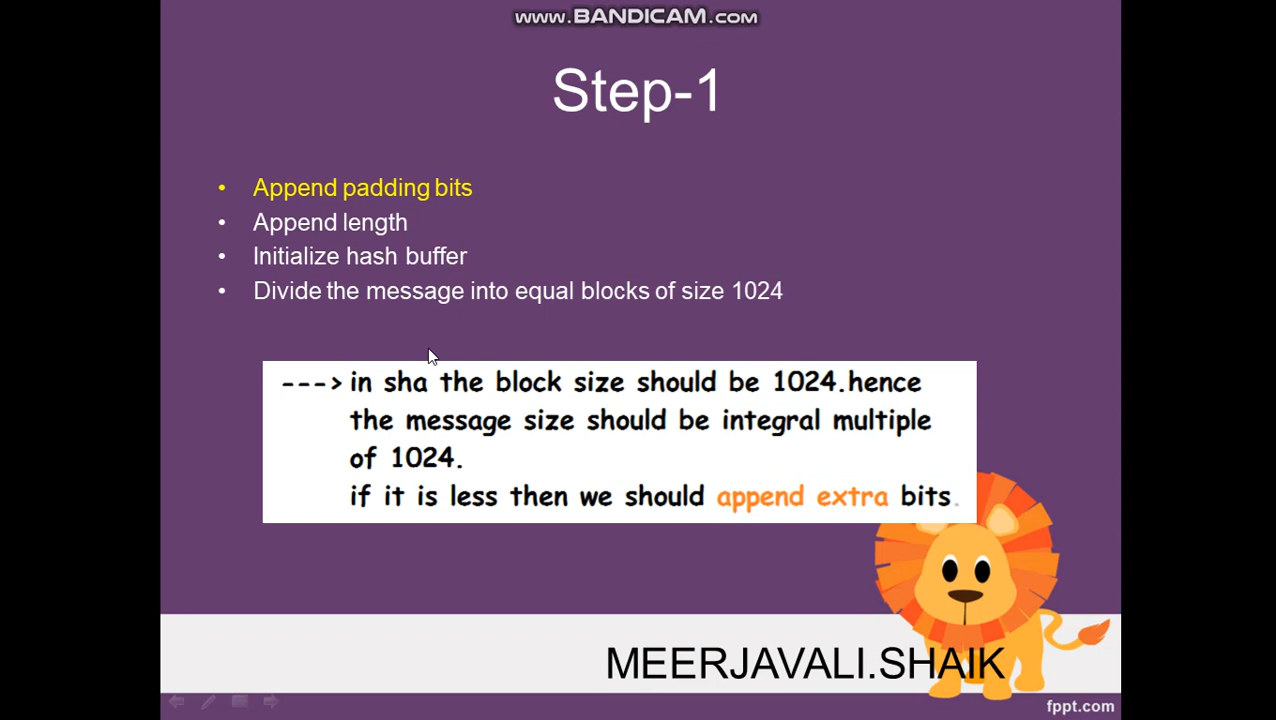 www.BANDICAM.com
Step-1
• Append padding bits
• Append length
• Initialize hash buffer
• Divide the message into equal blocks of size 1024
---> in sha the block size should be 1024.hence
the message size should be integral multiple
of 1024.
if it is less then we should append extra bits.
MEERJAVALI.SHAIK
fppt.com